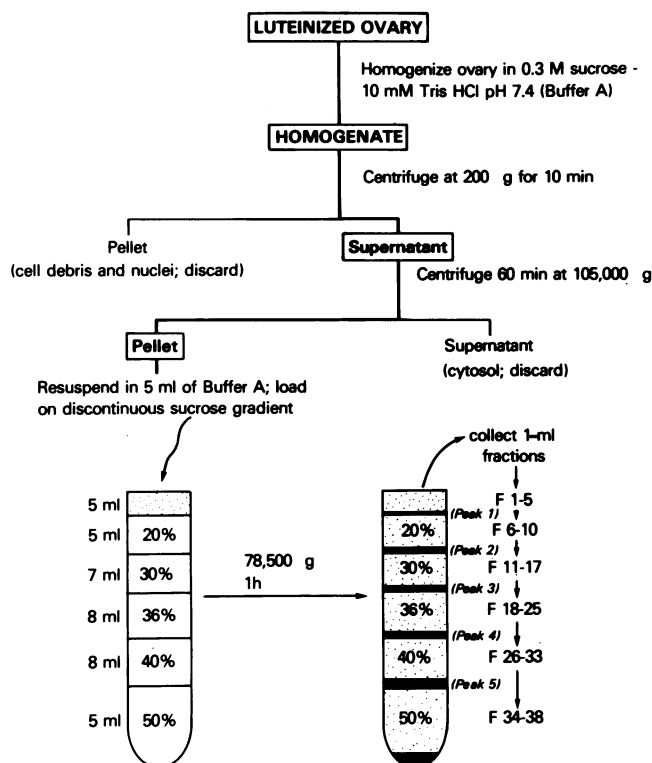 LUTEINIZED OVARY
Homogenize ovary in 0.3 M sucrose -
10 mM Tris HCl pH 7.4 (Buffer A)
HOMOGENATE
Centrifuge at 200 g for 10 min
Pellet
(cell debris and nuclei; discard)
Supernatant
Centrifuge 60 min at 105,000 g
Pellet
Resuspend in 5 ml of Buffer A; load
on discontinuous sucrose gradient
Supernatant
(cytosol; discard)
collect 1-ml
fractions
5 ml
5 ml 20%
7 ml 30%
8 ml 36%
8 ml 40%
5 ml 50%
78,500 g
1h
F 1-5
(Peak 1)
20% F 6-10
(Peak 2)
30% F 11-17
(Peak 3)
36% F 18-25
(Peak 4)
40% F 26-33
(Peak 5)
50% F 34-38